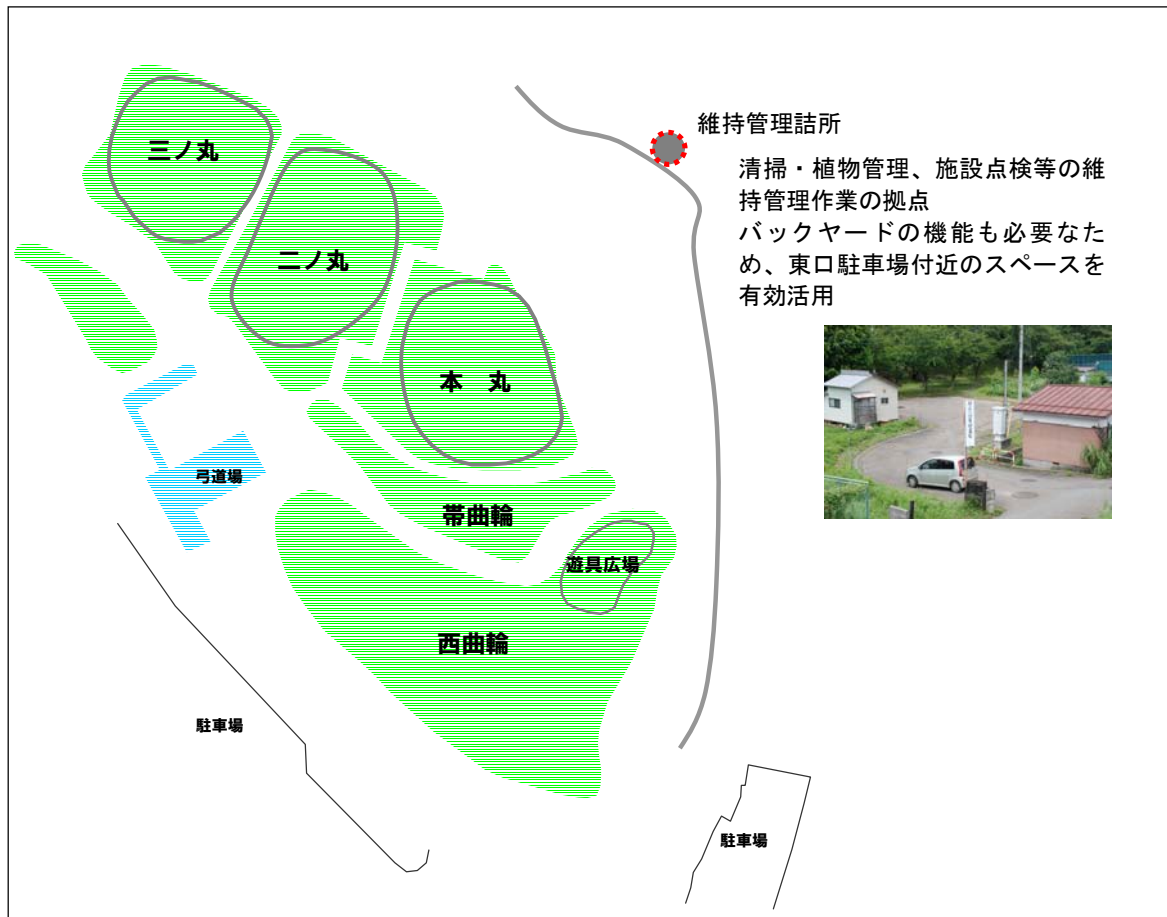 維持管理詰所
清掃・植物管理、施設点検等の維
持管理作業の拠点
バックヤードの機能も必要なた
め、東口駐車場付近のスペースを
有効活用
三ノ丸
二ノ丸
本 丸
弓道場
帯曲輪
遊具広場
西曲輪
駐車場
駐車場